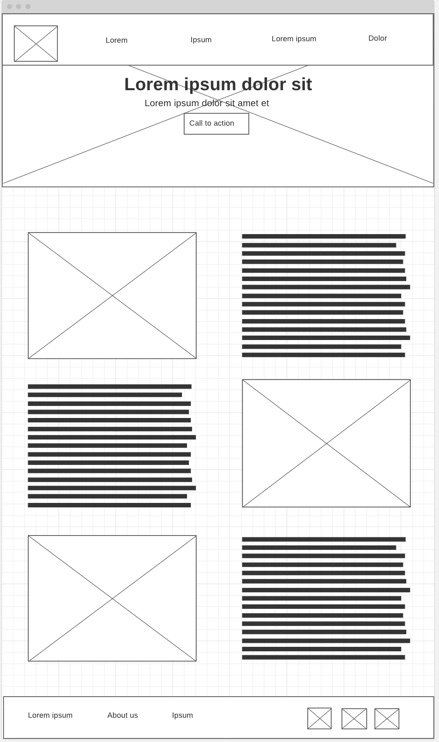 Lorem Ipsum Lorem ipsum Dolor
Lorem ipsum dolor sit
Lorem ipsum dolor sit amet et
Call to action
Lorem ipsum About us Ipsum